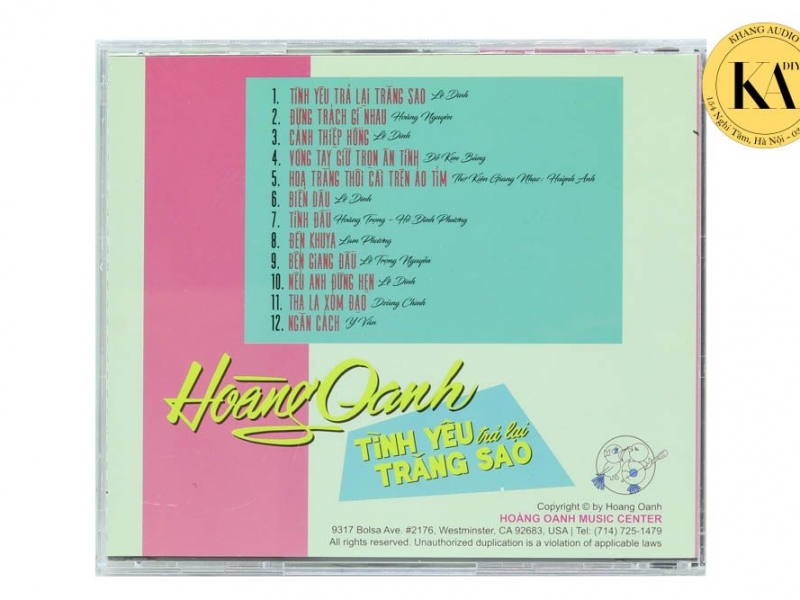 1. TÌNH YÊU TRẢ LẠI TRĂNG SAO Lê Dinh
2. ĐỪNG TRÁCH GÌ NHAU Hoàng Nguyên
3. CÁNH THIỆP HỒNG Lê Dinh
4. VÒNG TAY GIỮ TRỌN ÂN TÌNH Đỗ Kim Bảng
5. HOA TRẮNG THÔI CÀI TRÊN ÁO TÍM Thơ Kiên Giang Nhạc: Huỳnh Anh
6. BIỂN DÂU Lê Dinh
7. TÌNH ĐẦU Hoàng Trọng - Hồ Đình Phương
8. ĐÈN KHUYA Lam Phương
9. BẾN GIANG ĐẦU Lê Trọng Nguyễn
10. NẾU ANH ĐỪNG HẸN Lê Dinh
11. THA LA XÓM ĐẠO Dzũng Chinh
12. NGĂN CÁCH Y Vân
Hoàng Oanh
TÌNH YÊU trả lại
TRĂNG SAO
Copyright © by Hoang Oanh
HOÀNG OANH MUSIC CENTER
9317 Bolsa Ave. #2176, Westminster, CA 92683, USA | Tel: (714) 725-1479
All rights reserved. Unauthorized duplication is a violation of applicable laws
KHANG AUDIO
KA
DIY
154 Nghi Tàm, Hà Nội - 09